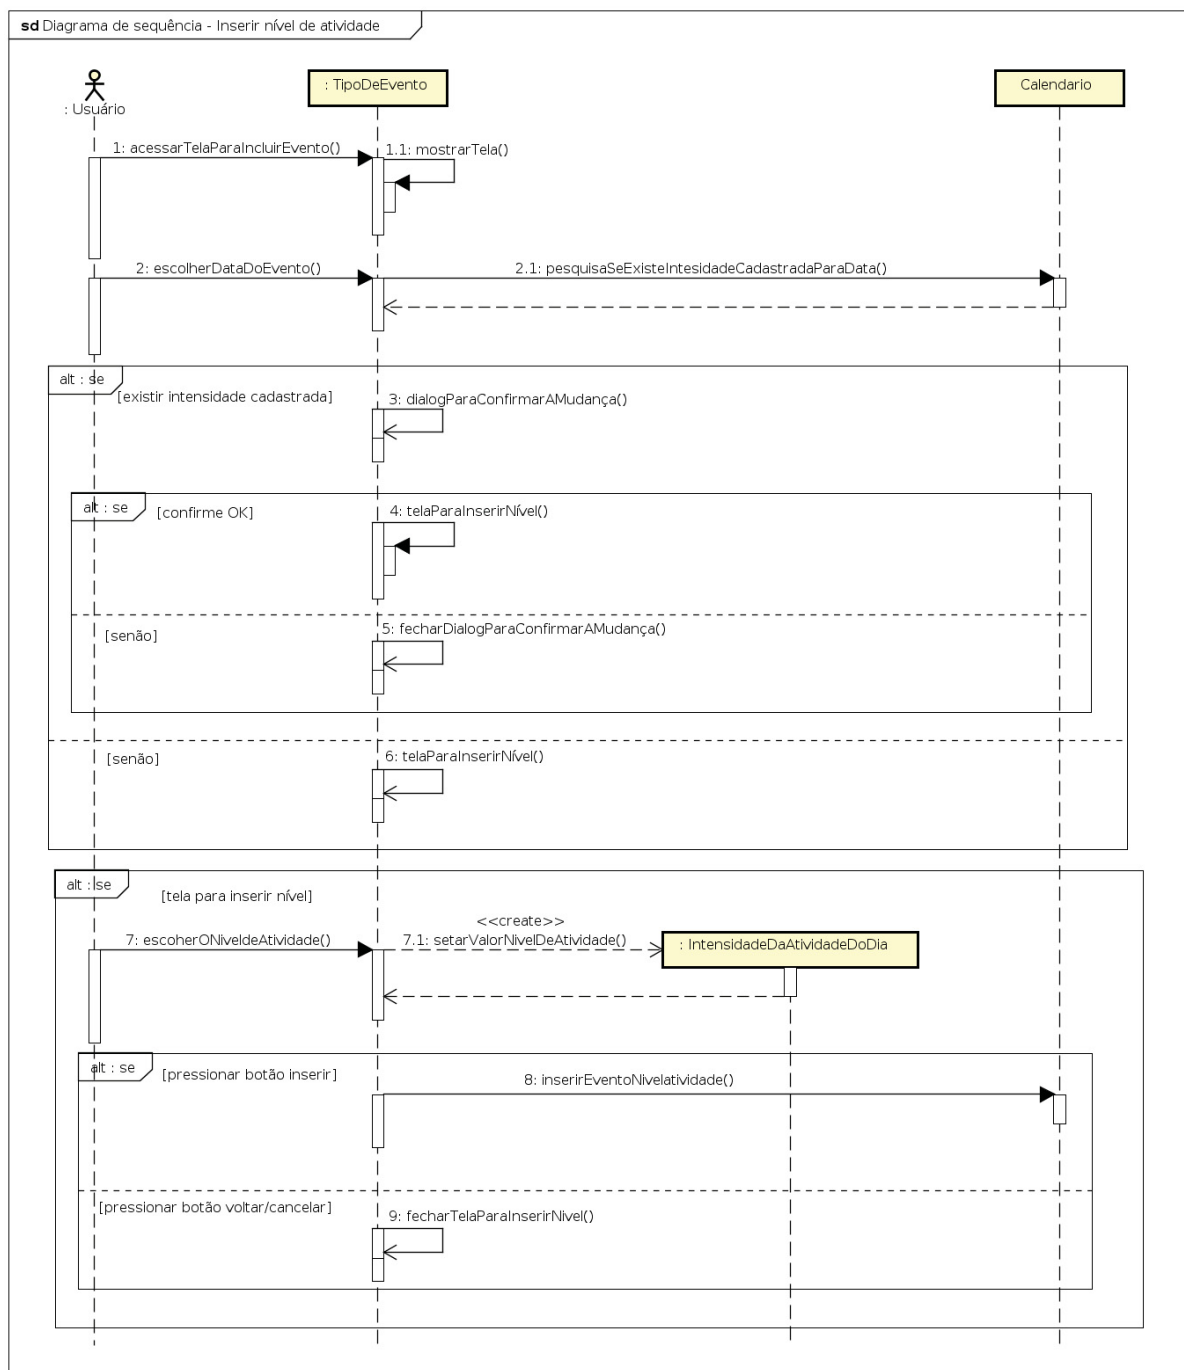 sd Diagrama de sequência - Inserir nível de atividade
: TipoDeEvento
Calendario
: Usuário
1: acessarTelaParaIncluirEvento()
1.1: mostrarTela()
2: escolherDataDoEvento()
2.1: pesquisaSeExisteIntesidadeCadastradaParaData()
alt : se
[existir intensidade cadastrada]
3: dialogParaConfirmarAMudança()
alt : se
[confirme OK]
4: telaParaInserirNível()
[senão]
5: fecharDialogParaConfirmarAMudança()
[senão]
6: telaParaInserirNível()
alt : se
[tela para inserir nível]
<<create>>
7: escoherONiveldeAtividade()
7.1: setarValorNivelDeAtividade()
: IntensidadeDaAtividadeDoDia
alt : se
[pressionar botão inserir]
8: inserirEventoNivelatividade()
[pressionar botão voltar/cancelar]
9: fecharTelaParaInserirNivel()